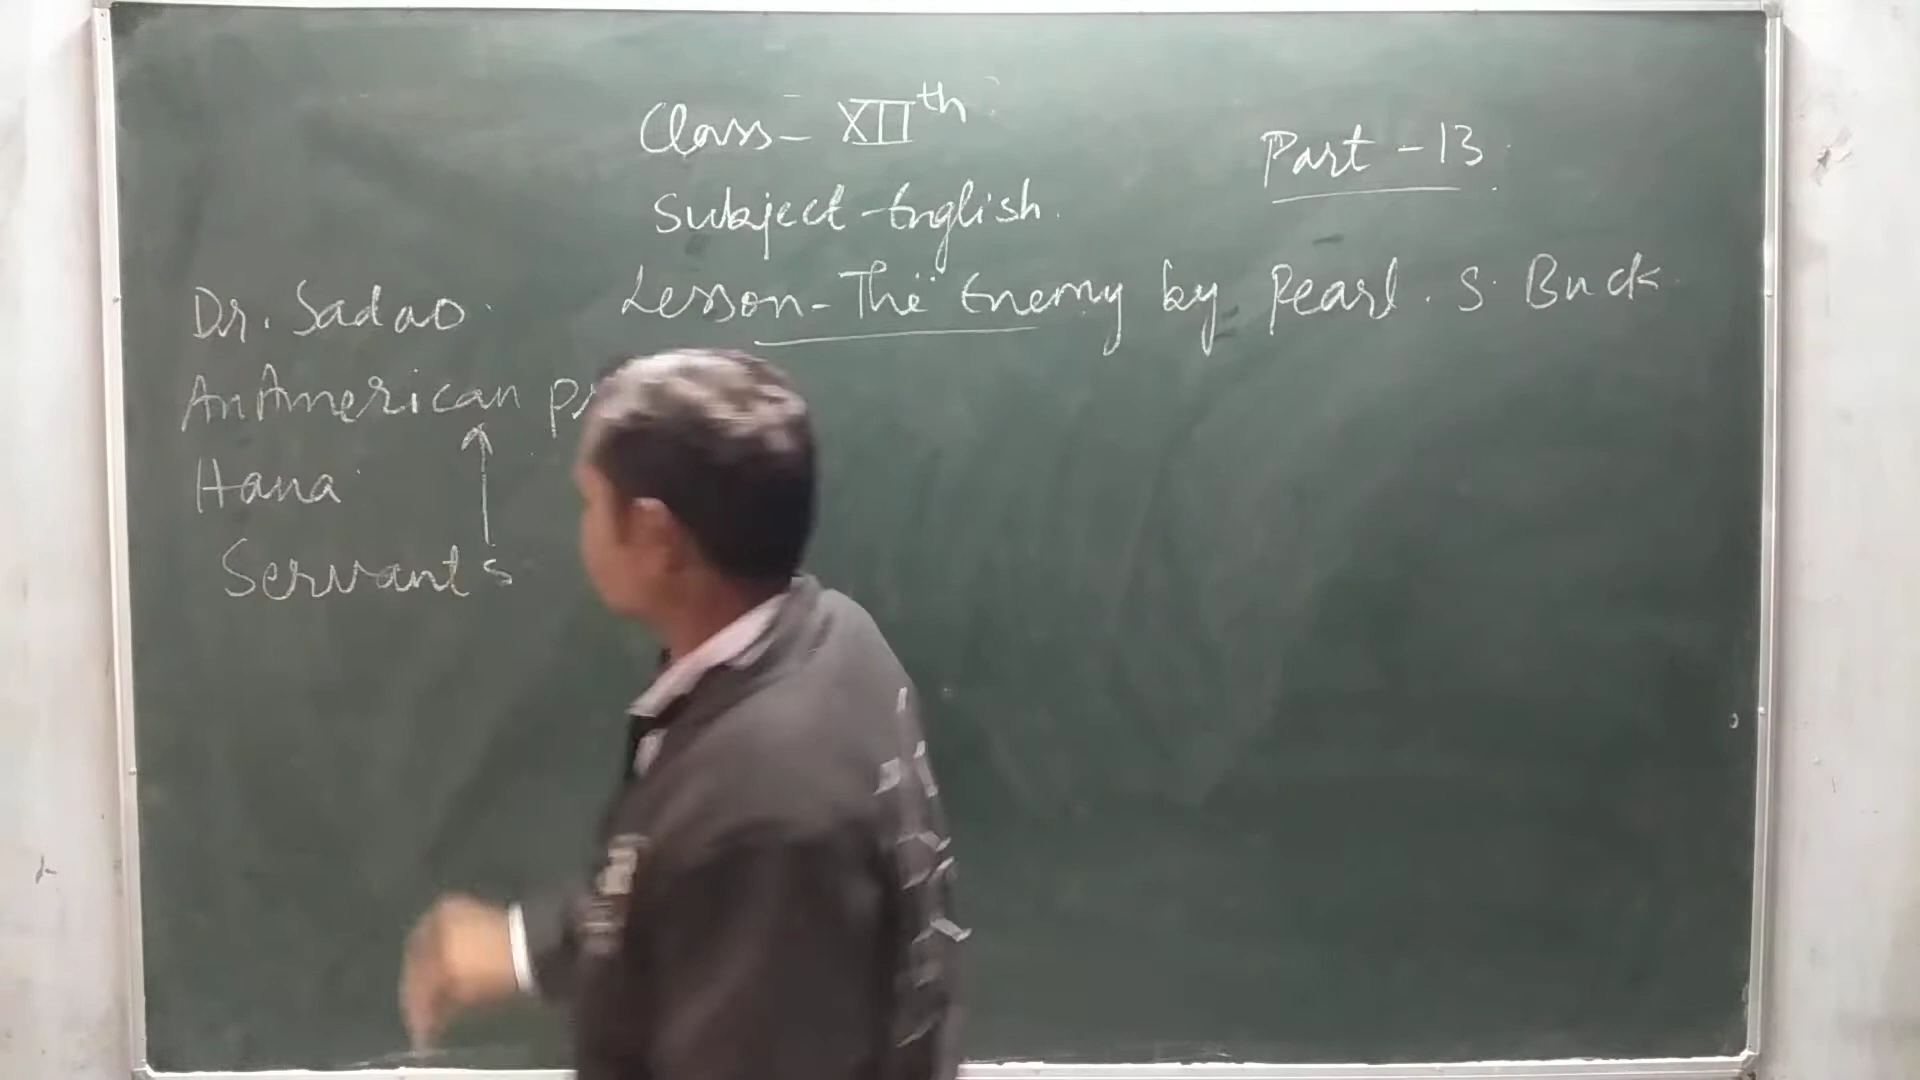 Class - XIIth
Part - 13
Subject - English.
Lesson - The Enemy by Pearl. S. Buck
Dr. Sadao.
An American
Hana
Servants